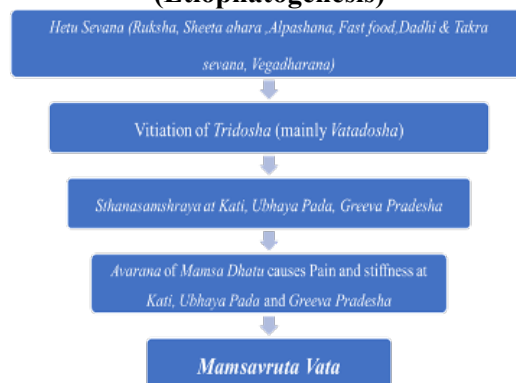 (Etiophatogenesis)
Hetu Sevana (Ruksha, Sheeta ahara ,Alpashana, Fast food,Dadhi & Takra
sevana, Vegadharana)
Vitiation of Tridosha (mainly Vatadosha)
Sthanasamshraya at Kati, Ubhaya Pada, Greeva Pradesha
Avarana of Mamsa Dhatu causes Pain and stiffness at
Kati, Ubhaya Pada and Greeva Pradesha
Mamsavruta Vata